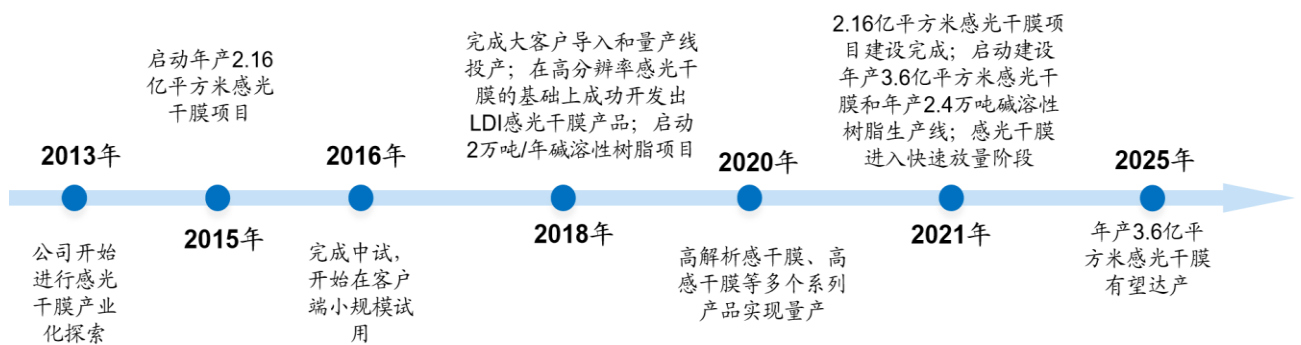 2013年
公司开始
进行感光
干膜产业
化探索
启动年产2.16
亿平方米感光
干膜项目
2015年
2016年
完成中试，
开始在客户
端小规模试
用
完成大客户导入和量产线
投产；在高分辨率感光干
膜的基础上成功开发出
LDI感光干膜产品；启动
2万吨/年碱溶性树脂项目
2018年
2020年
高解析感干膜、高
感干膜等多个系列
产品实现量产
2.16亿平方米感光干膜项
目建设完成；启动建设
年产3.6亿平方米感光干
膜和年产2.4万吨碱溶性
树脂生产线；感光干膜
进入快速放量阶段
2021年
2025年
年产3.6亿平
方米感光干膜
有望达产